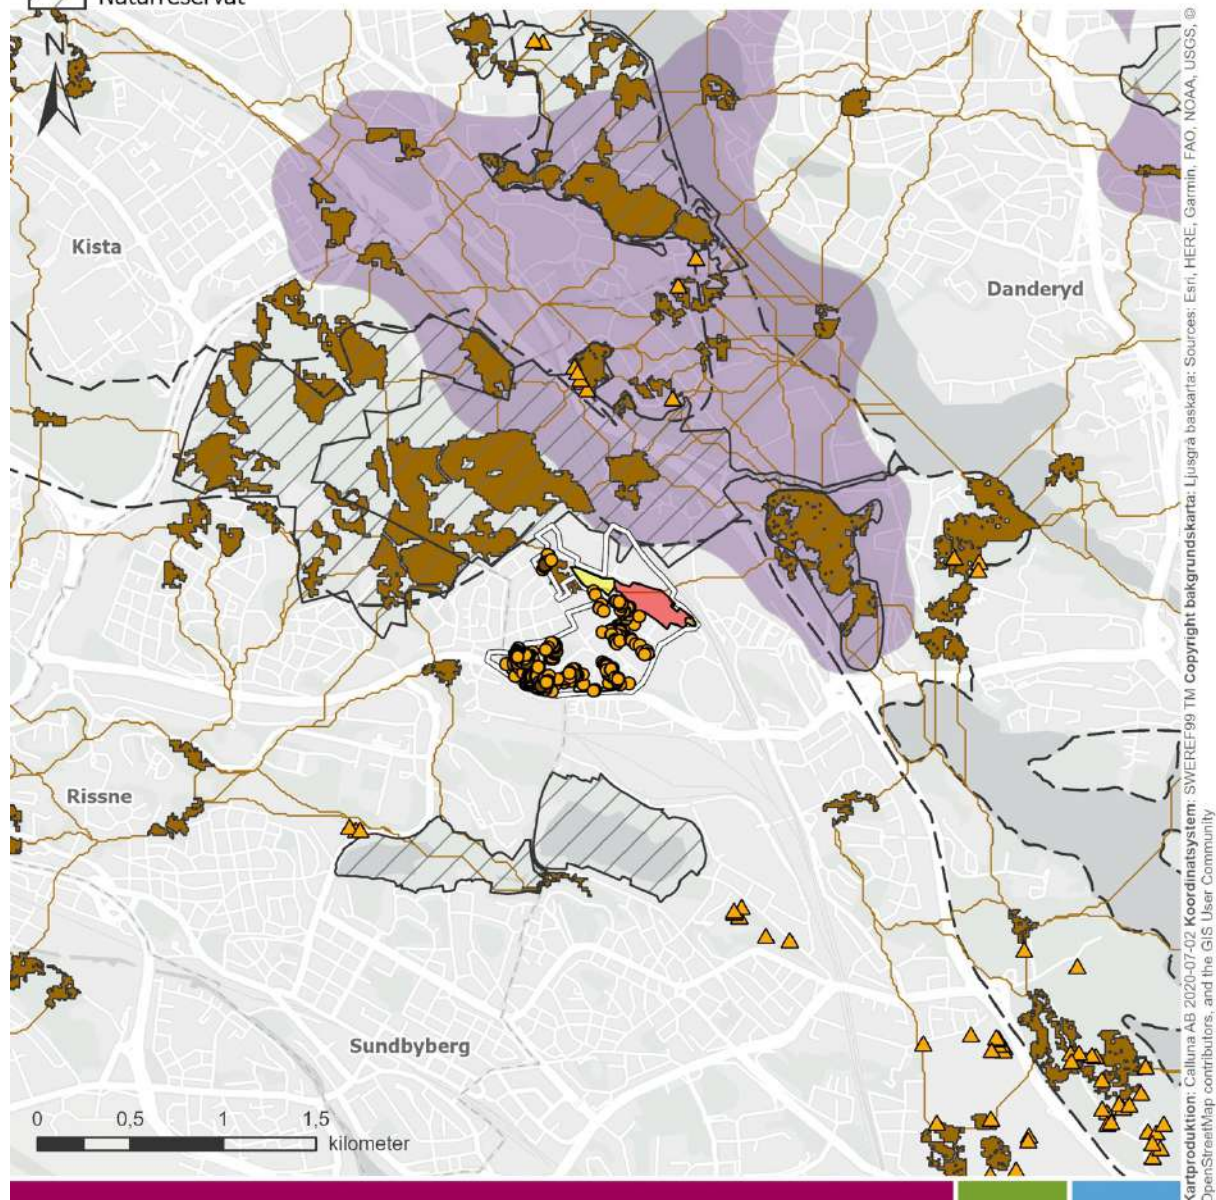 Naturreservat
N
Kista
Danderyd
Rissne
Sundbyberg
0 0,5 1 1,5
kilometer
Kartproduktion: Calluna AB 2020-07-02 Koordinatsystem: SWEREF99 TM Copyright bakgrundskarta: Ljusgrå baskarta: Sources: Esri, HERE, Garmin, FAO, NOAA, USGS, ©
OpenStreetMap contributors, and the GIS User Community